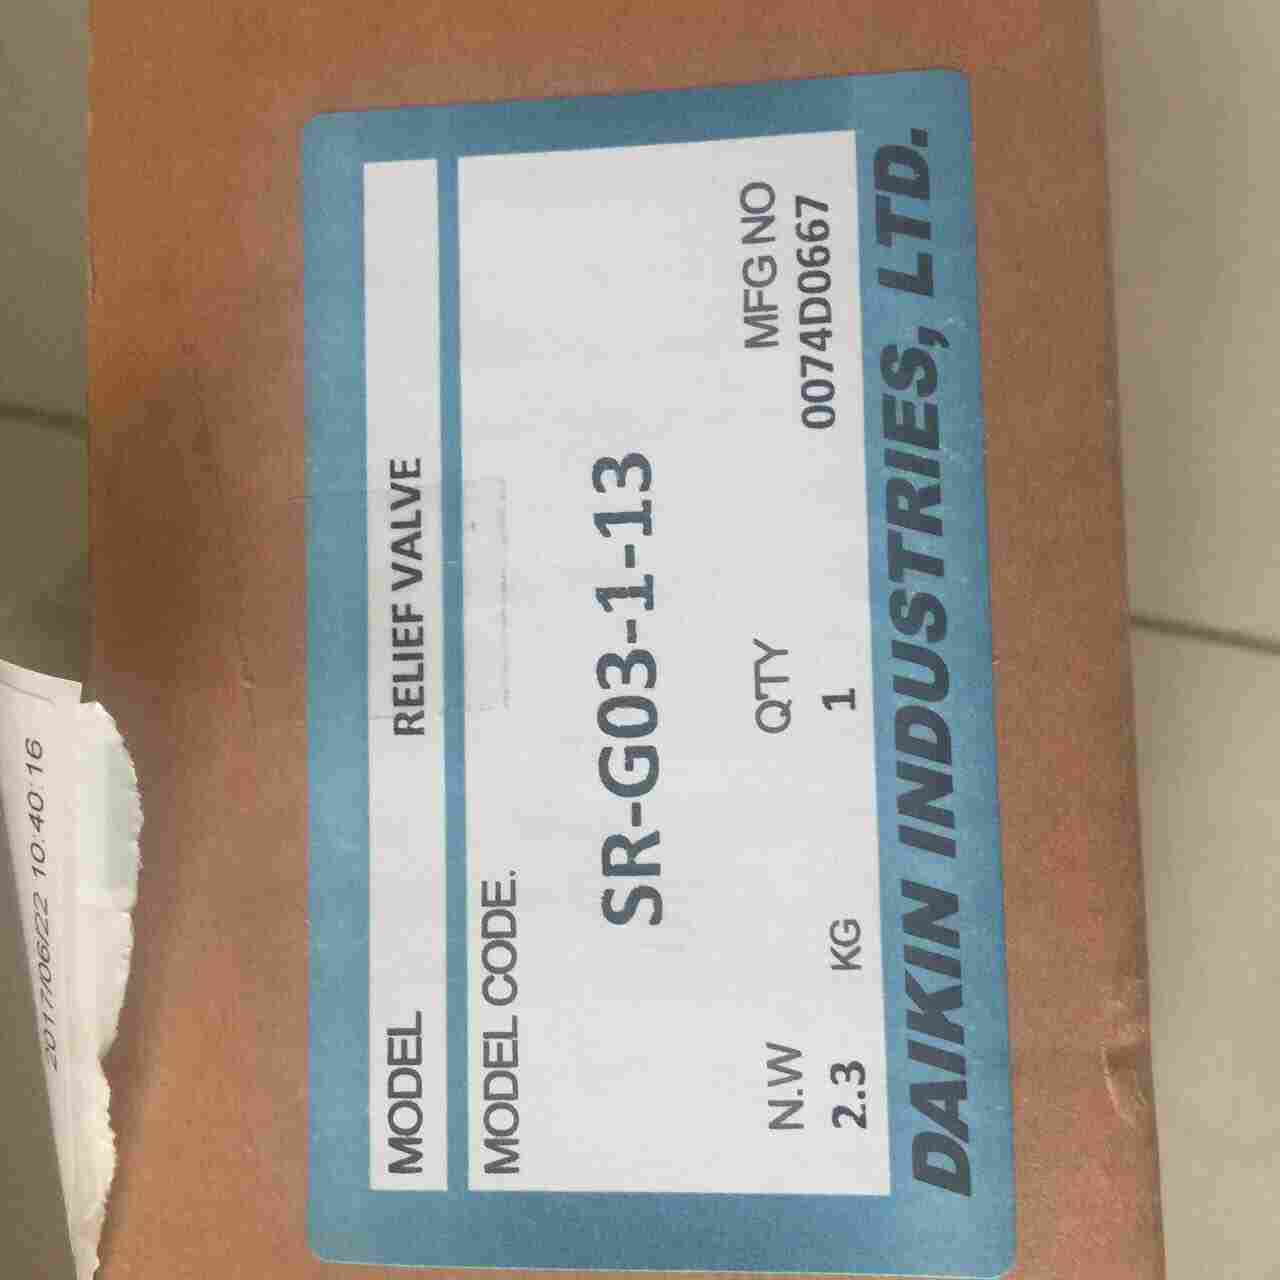 MODEL RELIEF VALVE
MODEL CODE.
SR-G03-1-13
N.W QTY MFG NO
2.3 KG 1 0074D0667
DAIKIN INDUSTRIES, LTD.
2017/06/22 10:40:16